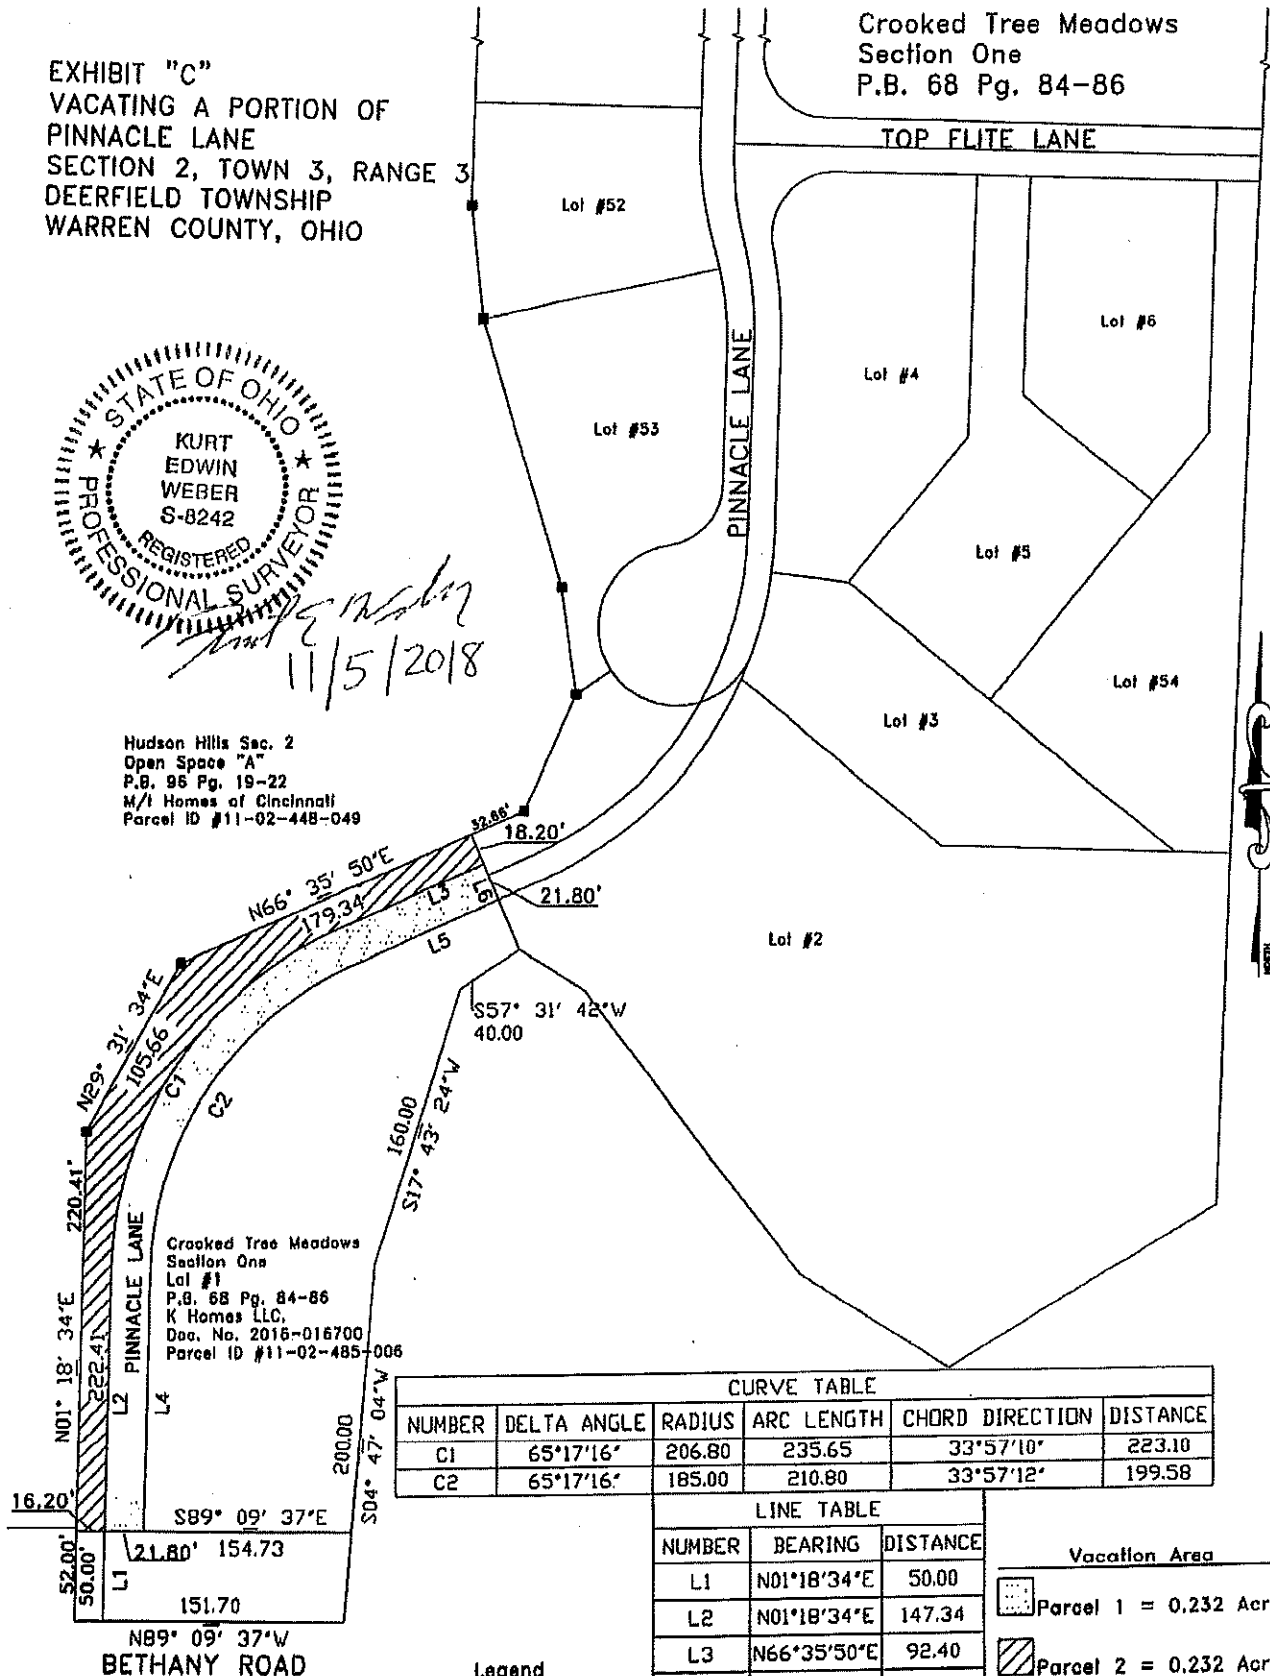 EXHIBIT "C"
VACATING A PORTION OF
PINNACLE LANE
SECTION 2, TOWN 3, RANGE 3
DEERFIELD TOWNSHIP
WARREN COUNTY, OHIO
Crooked Tree Meadows
Section One
P.B. 68 Pg. 84-86
TOP FLITE LANE
Lot #52
Lot #6
Lot #4
PINNACLE LANE
Lot #53
STATE OF OHIO
KURT
EDWIN
WEBER
S-8242
REGISTERED
PROFESSIONAL SURVEYOR
11/5/2018
Lot #5
Lot #54
Lot #3
Hudson Hills Sec. 2
Open Space "A"
P.B. 96 Pg. 19-22
M/I Homes of Cincinnati
Parcel ID #11-02-448-049
32.66'
18.20'
N66° 35' 50"E
179.34
L3
L6
21.80'
L5
Lot #2
NORTH
S57° 31' 42"W
40.00
N29° 31' 34"E
105.66
C1
C2
160.00
S17° 43' 24"W
220.41'
N01° 18' 34"E
222.41
PINNACLE LANE
L2
L4
Crooked Tree Meadows
Section One
Lot #1
P.B. 68 Pg. 84-86
K Homes LLC.
Doc. No. 2016-016700
Parcel ID #11-02-485-006
200.00
S04° 47' 04"W
16.20'
S89° 09' 37"E
21.80' 154.73
52.00'
50.00'
L1
151.70
N89° 09' 37"W
BETHANY ROAD
CURVE TABLE
NUMBER DELTA ANGLE RADIUS ARC LENGTH CHORD DIRECTION DISTANCE
C1 65°17'16" 206.80 235.65 33°57'10" 223.10
C2 65°17'16" 185.00 210.80 33°57'12" 199.58
LINE TABLE
NUMBER BEARING DISTANCE
L1 N01°18'34"E 50.00
L2 N01°18'34"E 147.34
L3 N66°35'50"E 92.40
Vacation Area
Parcel 1 = 0.232 Acr
Parcel 2 = 0.232 Acr
Legend